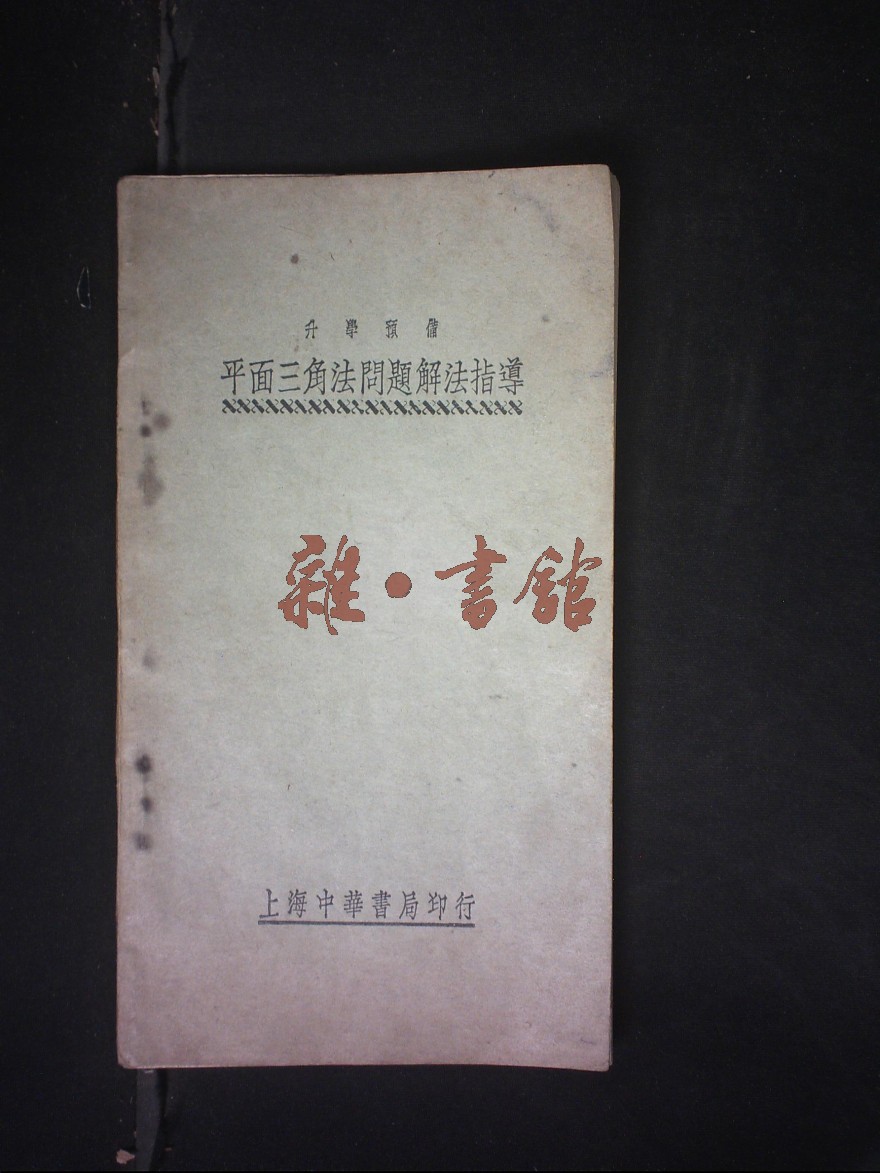 升學預備
平面三角法問題解法指導
雜·書館
上海中華書局印行